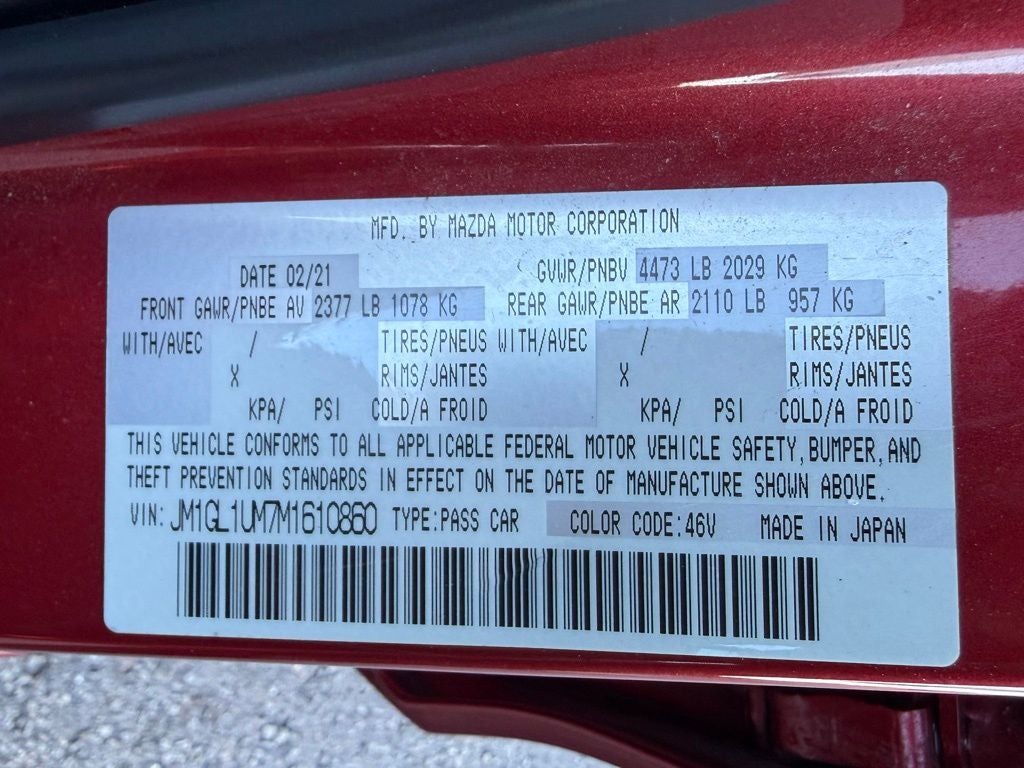 MFD. BY MAZDA MOTOR CORPORATION
DATE 02/21 GVWR/PNBV 4473 LB 2029 KG
FRONT GAWR/PNBE AV 2377 LB 1078 KG REAR GAWR/PNBE AR 2110 LB 957 KG
WITH/AVEC / TIRES/PNEUS WITH/AVEC / TIRES/PNEUS
X RIMS/JANTES X RIMS/JANTES
KPA/ PSI COLD/A FROID KPA/ PSI COLD/A FROID
THIS VEHICLE CONFORMS TO ALL APPLICABLE FEDERAL MOTOR VEHICLE SAFETY, BUMPER, AND
THEFT PREVENTION STANDARDS IN EFFECT ON THE DATE OF MANUFACTURE SHOWN ABOVE.
VIN: JM1GL1UM7M1610860 TYPE:PASS CAR COLOR CODE:46V MADE IN JAPAN